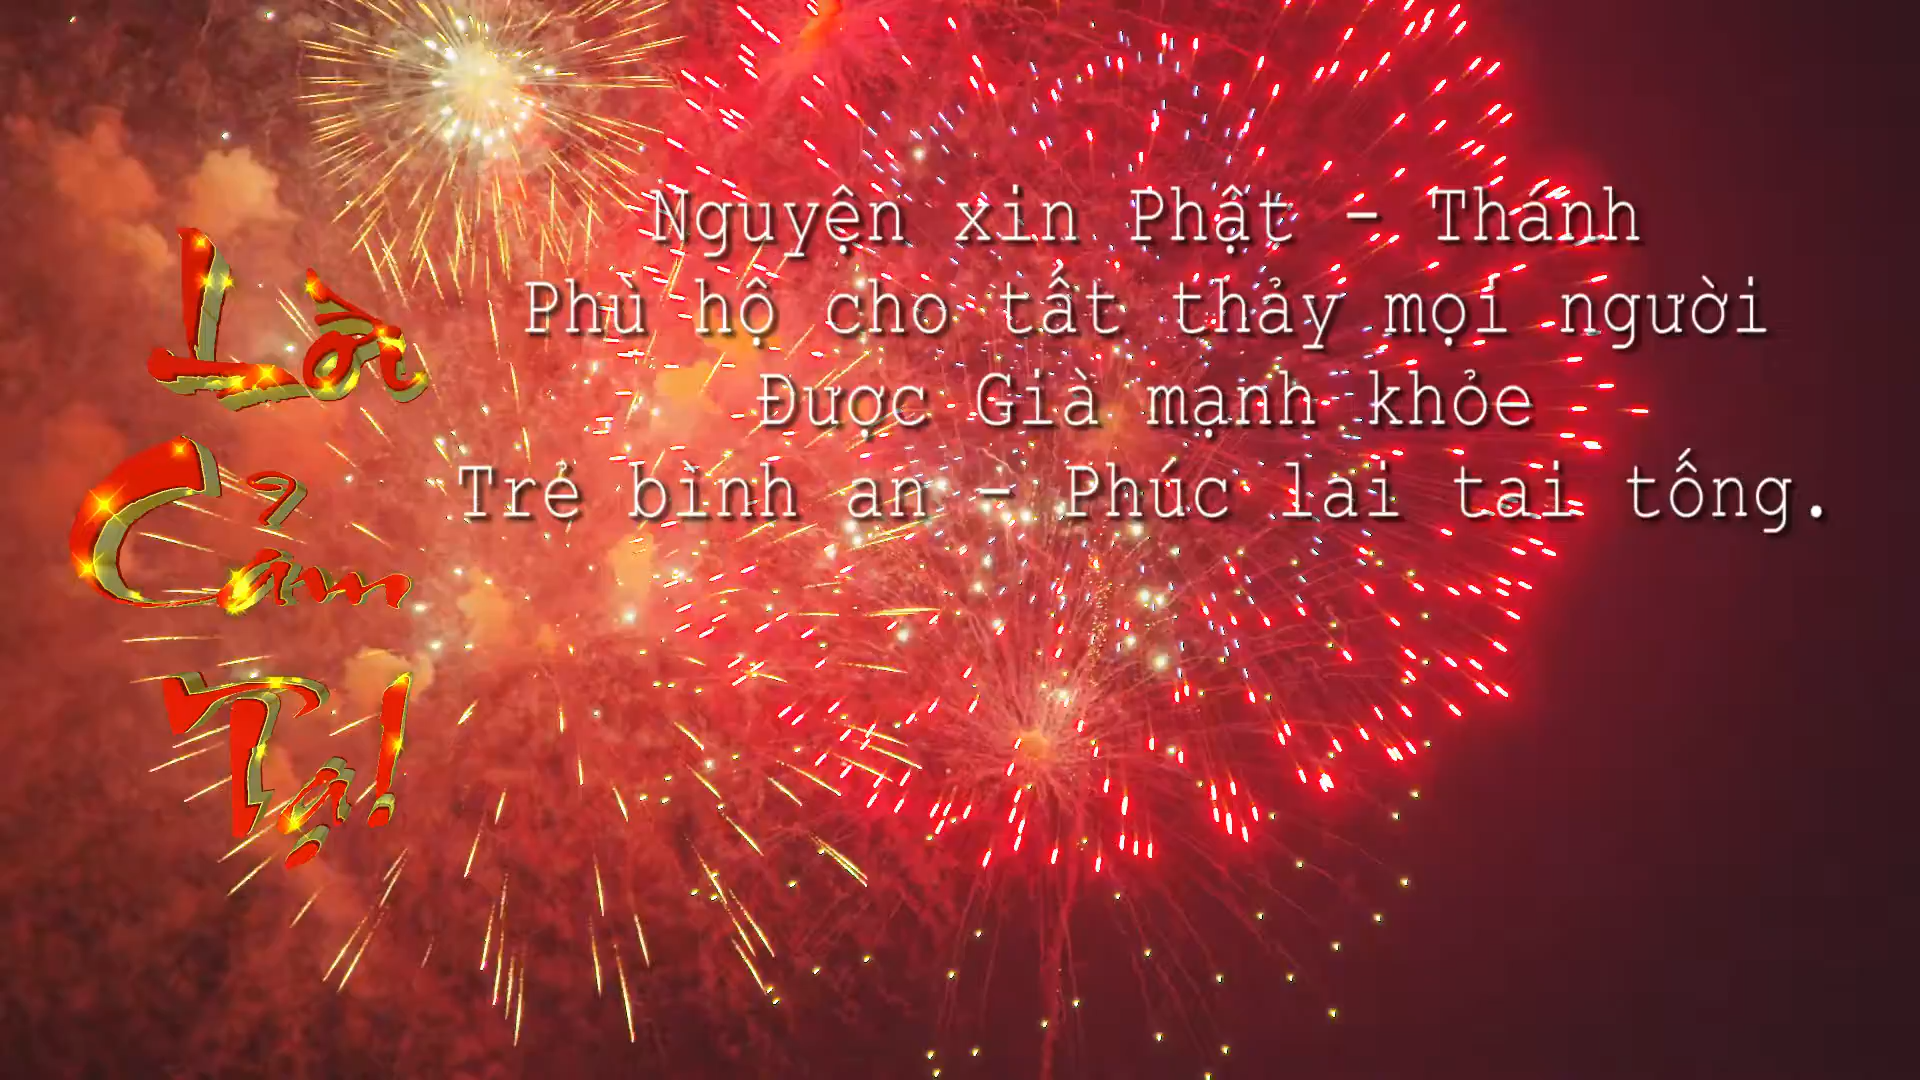 Lời
Cảm
Tạ!
Nguyện xin Phật - Thánh
Phù hộ cho tất thảy mọi người
Được Già mạnh khỏe
Trẻ bình an - Phúc lai tai tống.